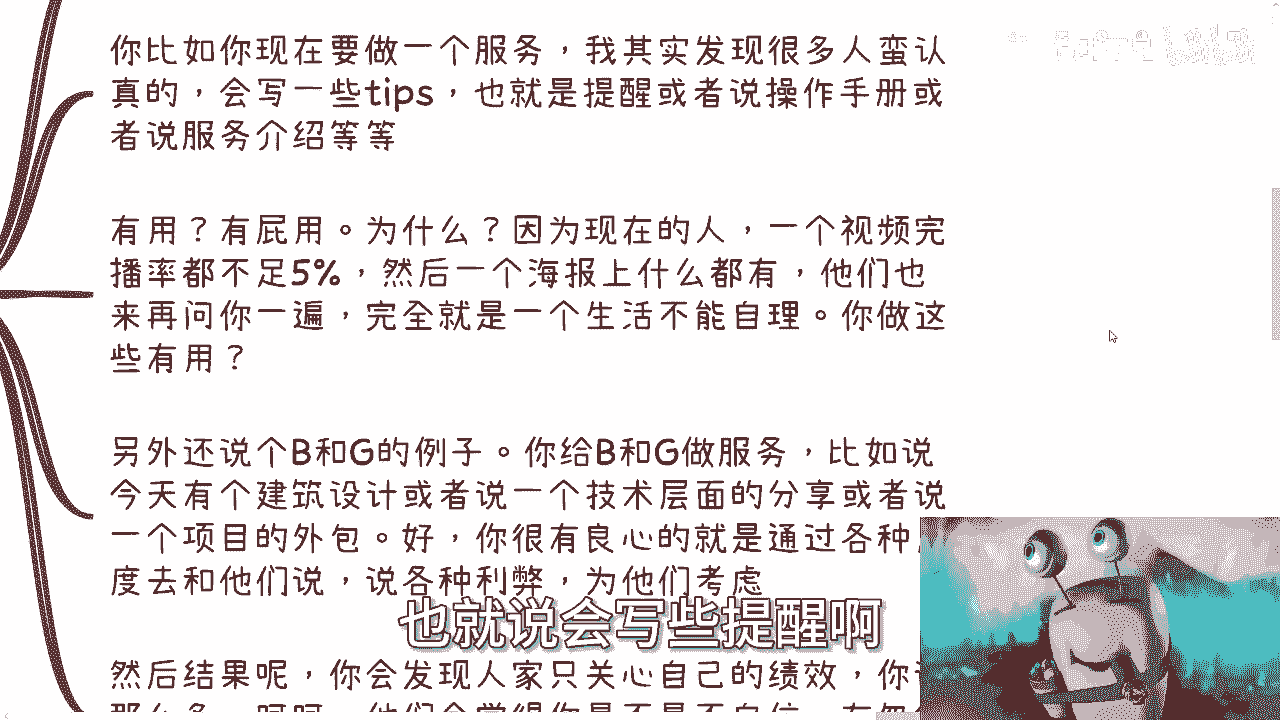 你比如你现在要做一个服务，我其实发现很多人蛮认
真的，会写一些tips，也就是提醒或者说操作手册或
者说服务介绍等等
有用？有屁用。为什么？因为现在的人，一个视频完
播率都不足5%，然后一个海报上什么都有，他们也
来再问你一遍，完全就是一个生活不能自理。你做这
些有用？
另外还说个B和G的例子。你给B和G做服务，比如说
今天有个建筑设计或者说一个技术层面的分享或者说
一个项目的外包。好，你很有良心的就是通过各种
度去和他们说，说各种利弊，为他们考虑
也就说会写些提醒啊
然后结果呢，你会发现人家只关心自己的绩效，你